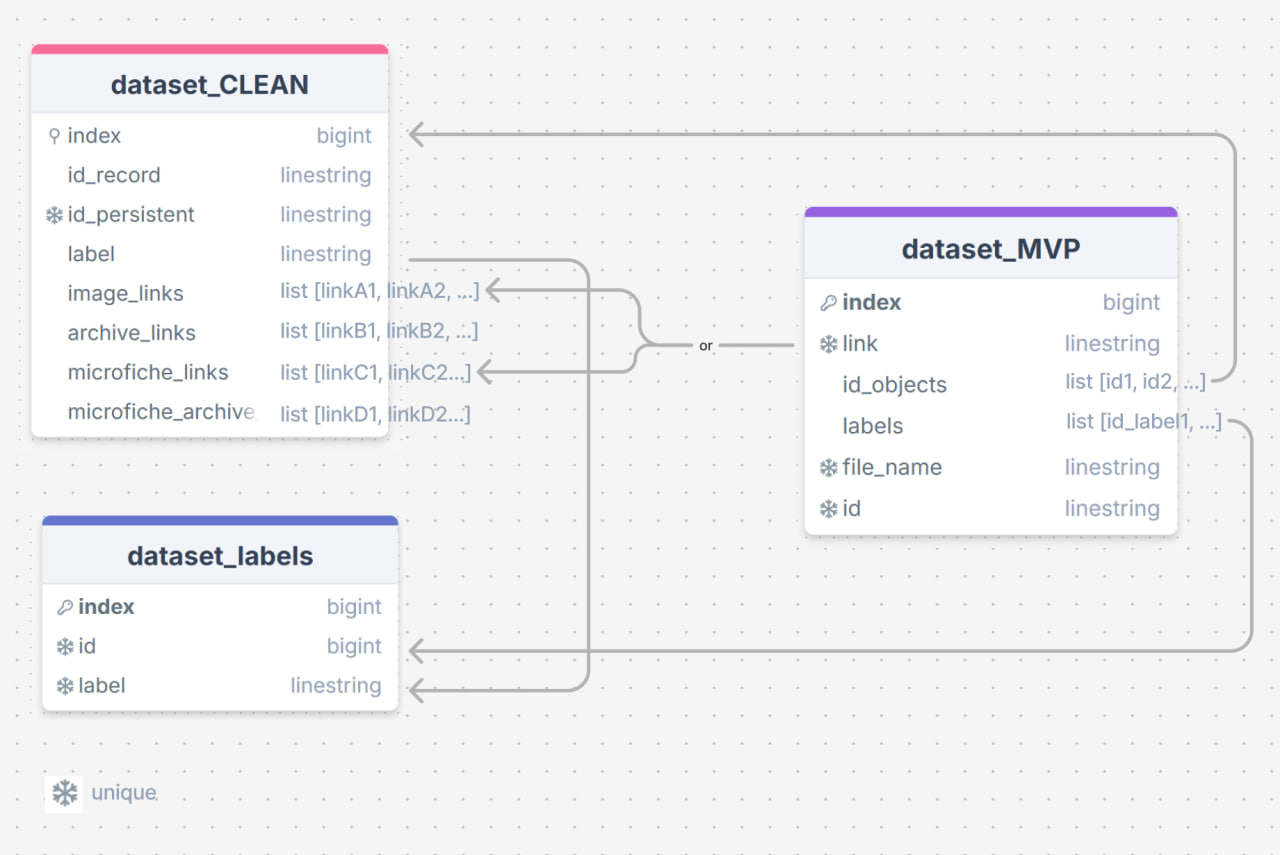 dataset_CLEAN
index bigint
id_record linestring
id_persistent linestring
label linestring
image_links list [linkA1, linkA2, ...]
archive_links list [linkB1, linkB2, ...]
microfiche_links list [linkC1, linkC2...]
microfiche_archive_ list [linkD1, linkD2...]
or
dataset_MVP
index bigint
link linestring
id_objects list [id1, id2, ...]
labels list [id_label1, ...]
file_name linestring
id linestring
dataset_labels
index bigint
id bigint
label linestring
unique